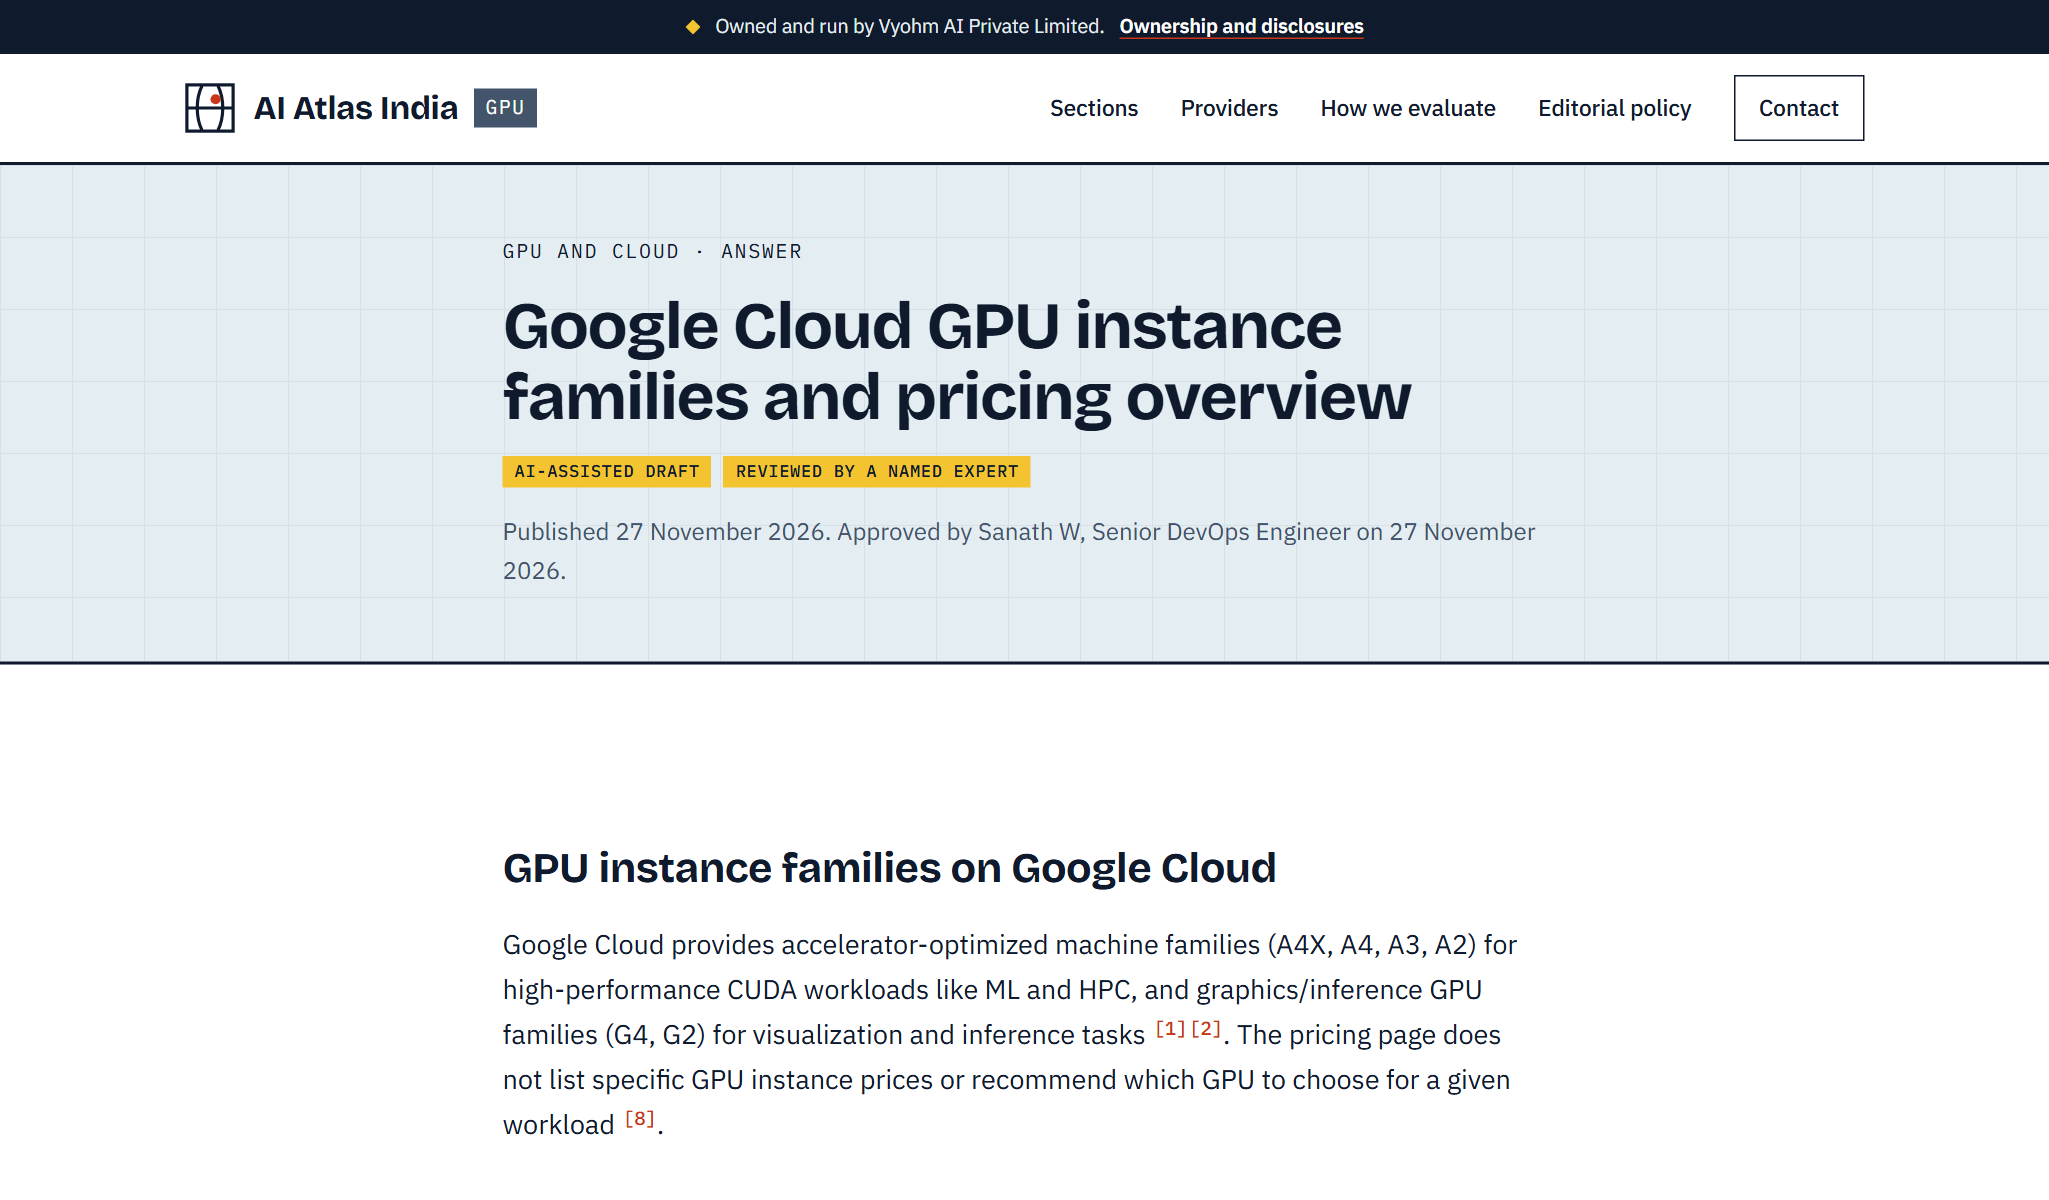 Owned and run by Vyohm AI Private Limited. Ownership and disclosures
AI Atlas India GPU
Sections Providers How we evaluate Editorial policy Contact
GPU AND CLOUD · ANSWER
Google Cloud GPU instance
families and pricing overview
AI-ASSISTED DRAFT REVIEWED BY A NAMED EXPERT
Published 27 November 2026. Approved by Sanath W, Senior DevOps Engineer on 27 November
2026.
GPU instance families on Google Cloud
Google Cloud provides accelerator-optimized machine families (A4X, A4, A3, A2) for
high-performance CUDA workloads like ML and HPC, and graphics/inference GPU
families (G4, G2) for visualization and inference tasks [1][2]. The pricing page does
not list specific GPU instance prices or recommend which GPU to choose for a given
workload [8].